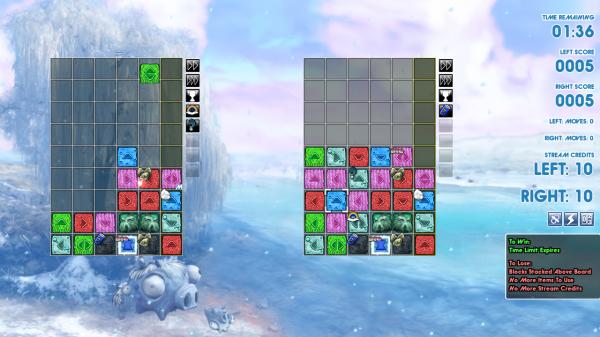 TIME REMAINING
01:36
LEFT SCORE
0005
RIGHT SCORE
0005
LEFT: MOVES: 0
RIGHT: MOVES: 0
STREAM CREDITS
LEFT: 10
RIGHT: 10
To Win:
Time Limit Expires
To Lose:
Blocks Stacked Above Board
No More Items To Use
No More Stream Credits